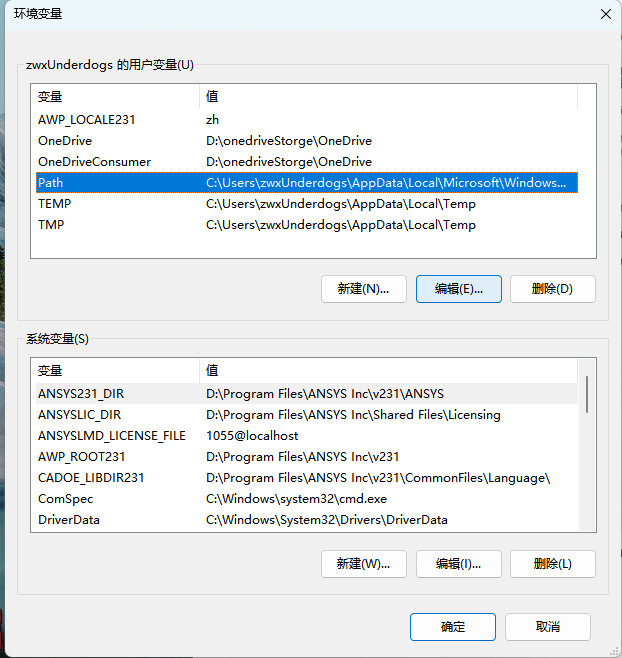 环境变量
zwxUnderdogs 的用户变量(U)
变量 值
AWP_LOCALE231 zh
OneDrive D:\onedriveStorge\OneDrive
OneDriveConsumer D:\onedriveStorge\OneDrive
Path C:\Users\zwxUnderdogs\AppData\Local\Microsoft\Windows...
TEMP C:\Users\zwxUnderdogs\AppData\Local\Temp
TMP C:\Users\zwxUnderdogs\AppData\Local\Temp
新建(N)... 编辑(E)... 删除(D)
系统变量(S)
变量 值
ANSYS231_DIR D:\Program Files\ANSYS Inc\v231\ANSYS
ANSYSLIC_DIR D:\Program Files\ANSYS Inc\Shared Files\Licensing
ANSYSLMD_LICENSE_FILE 1055@localhost
AWP_ROOT231 D:\Program Files\ANSYS Inc\v231
CADOE_LIBDIR231 D:\Program Files\ANSYS Inc\v231\CommonFiles\Language\
ComSpec C:\Windows\system32\cmd.exe
DriverData C:\Windows\System32\Drivers\DriverData
新建(W)... 编辑(I)... 删除(L)
确定 取消